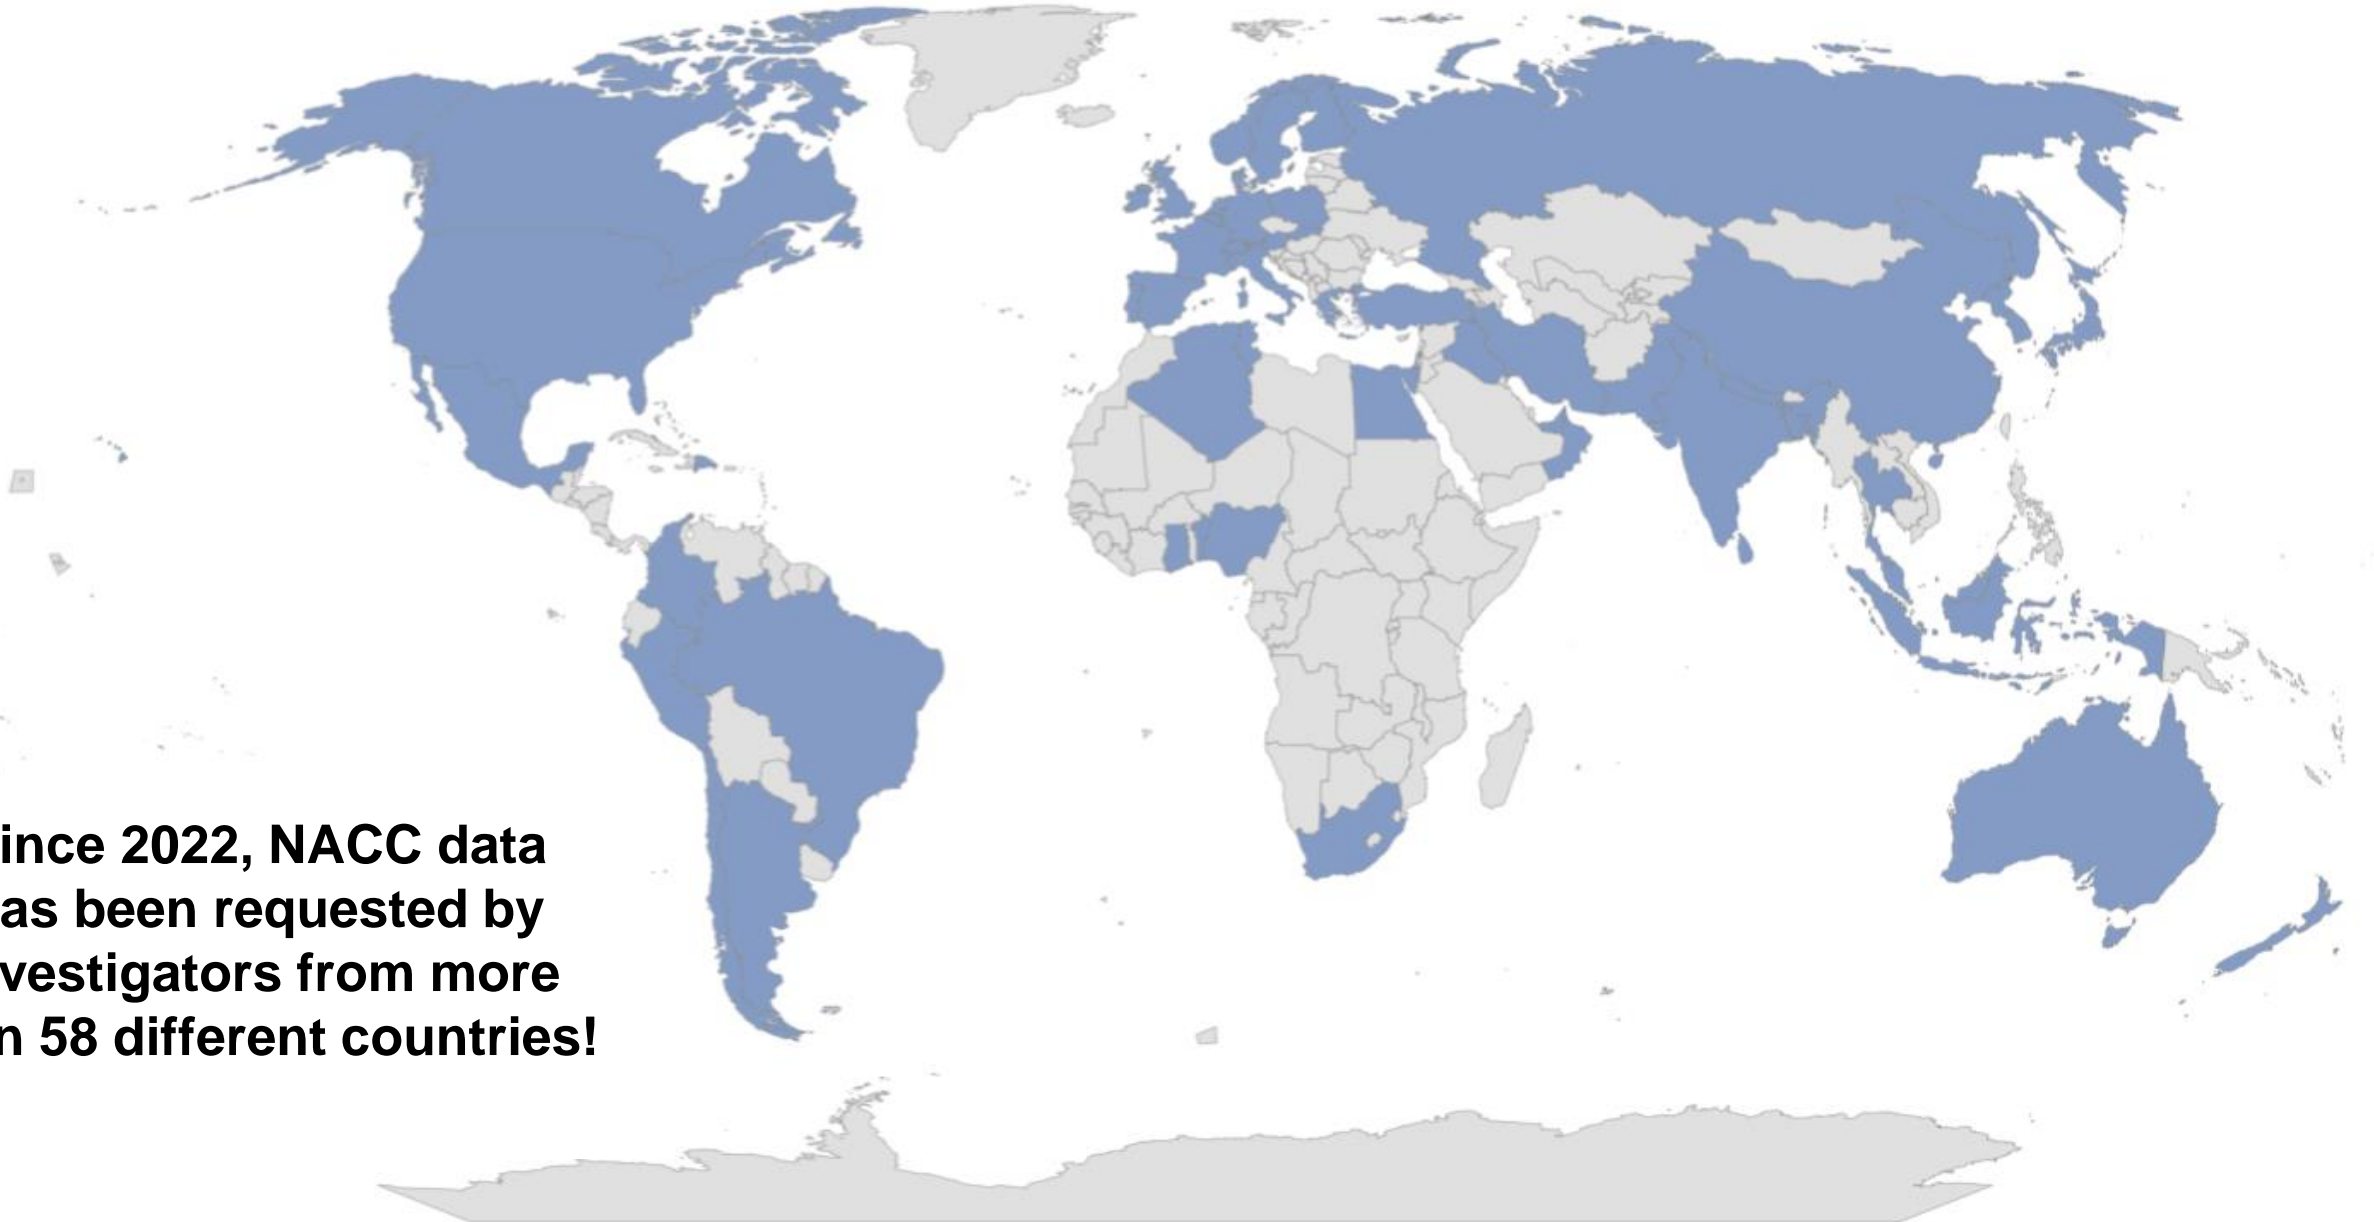 ince 2022, NACC data
as been requested by
vestigators from more
n 58 different countries!